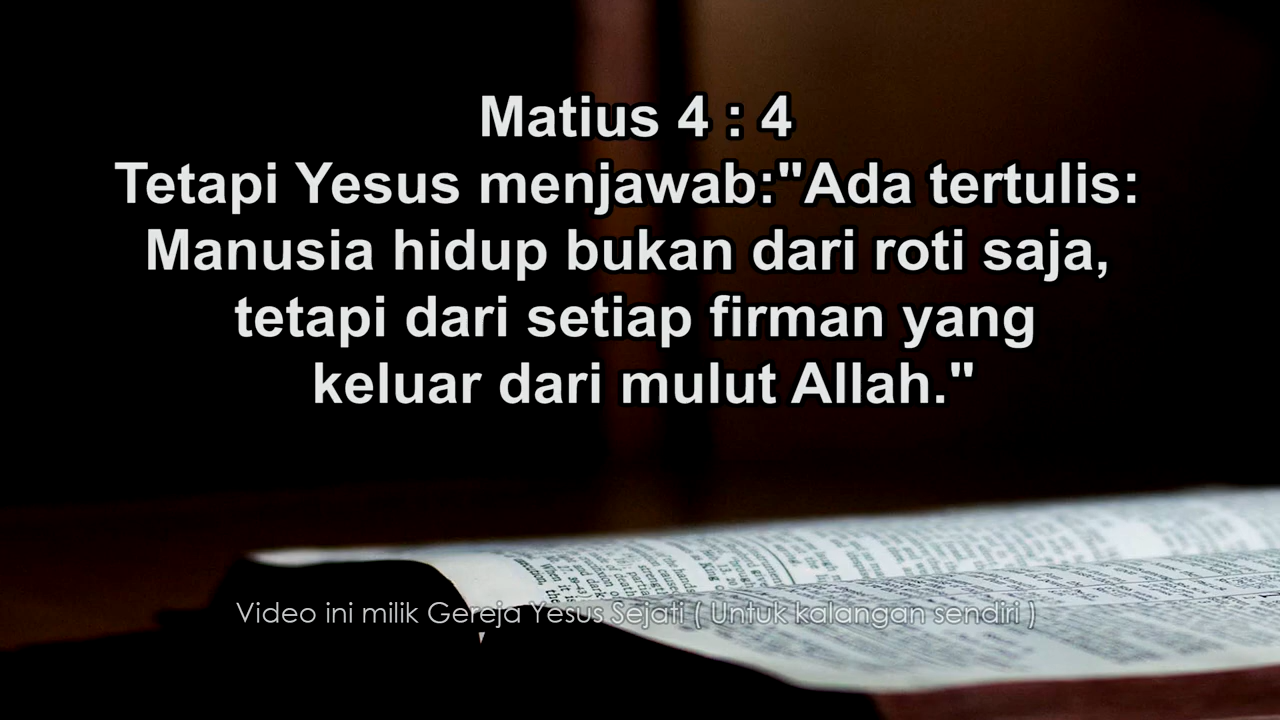 Matius 4 : 4
Tetapi Yesus menjawab:"Ada tertulis:
Manusia hidup bukan dari roti saja,
tetapi dari setiap firman yang
keluar dari mulut Allah."
Video ini milik Gereja Yesus Sejati ( Untuk kalangan sendiri )